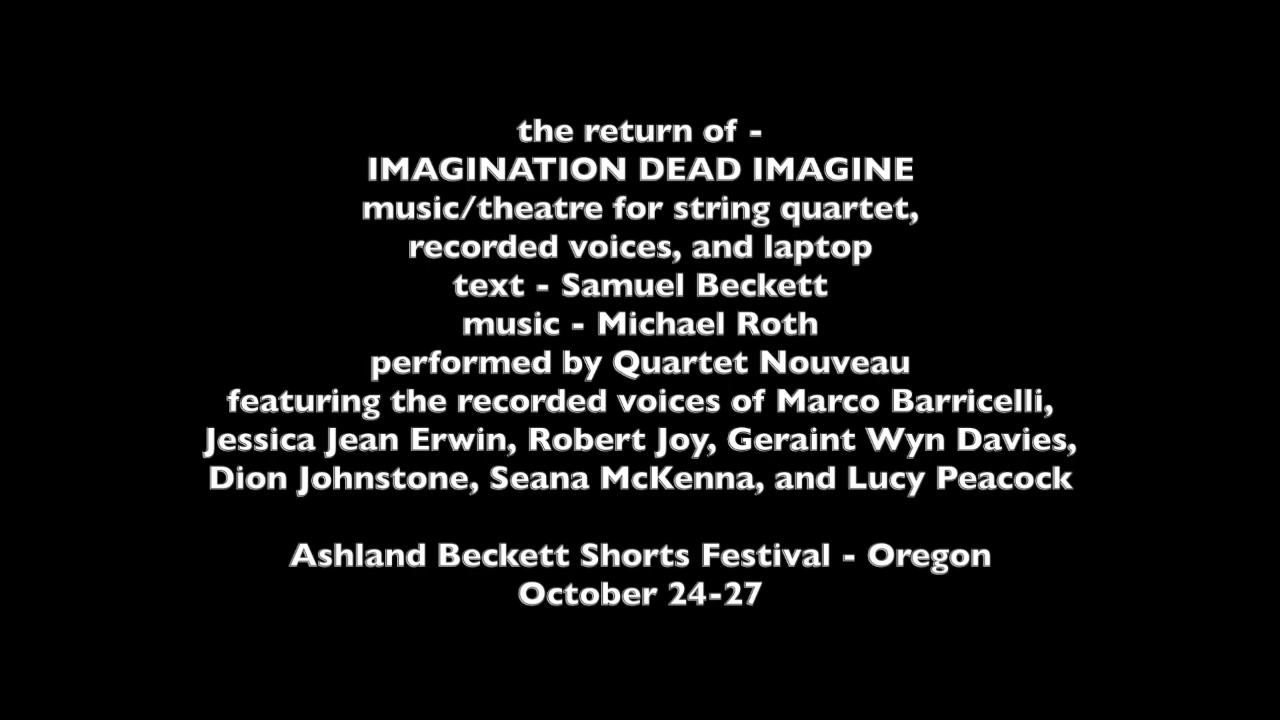 the return of -
IMAGINATION DEAD IMAGINE
music/theatre for string quartet,
recorded voices, and laptop
text - Samuel Beckett
music - Michael Roth
performed by Quartet Nouveau
featuring the recorded voices of Marco Barricelli,
Jessica Jean Erwin, Robert Joy, Geraint Wyn Davies,
Dion Johnstone, Seana McKenna, and Lucy Peacock
Ashland Beckett Shorts Festival - Oregon
October 24-27